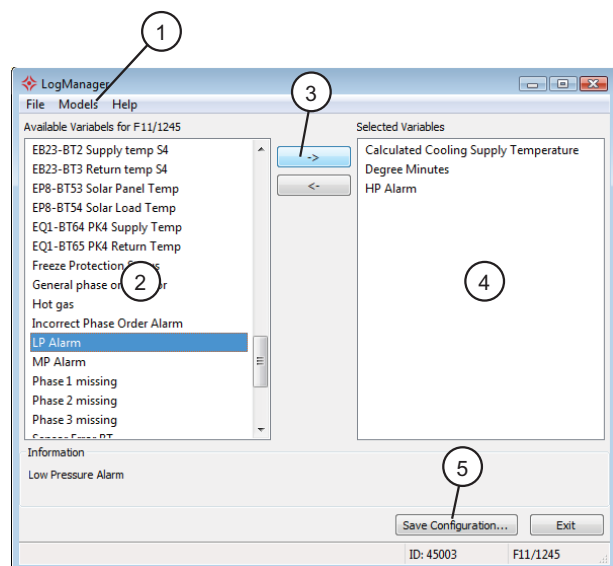 1
LogManager
3
File Models Help
Available Variabels for F11/1245
Selected Variables
EB23-BT2 Supply temp S4
EB23-BT3 Return temp S4
EP8-BT53 Solar Panel Temp
EP8-BT54 Solar Load Temp
EQ1-BT64 PK4 Supply Temp
EQ1-BT65 PK4 Return Temp
Freeze Protection
General phase
Hot gas
Incorrect Phase Order Alarm
LP Alarm
MP Alarm
Phase 1 missing
Phase 2 missing
Phase 3 missing
2
->
<-
Calculated Cooling Supply Temperature
Degree Minutes
HP Alarm
4
Information
Low Pressure Alarm
5
Save Configuration... Exit
ID: 45003 F11/1245